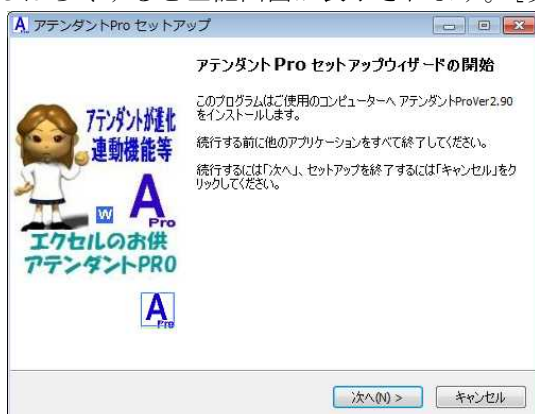 アテンダントPro セットアップ
アテンダント Pro セットアップウィザードの開始
このプログラムはご使用のコンピューターへ アテンダントProVer2.90
をインストールします。
続行する前に他のアプリケーションをすべて終了してください。
続行するには「次へ」、セットアップを終了するには「キャンセル」をク
リックしてください。
アテンダントが進化
連動機能等
W
A
Pro
エクセルのお供
アテンダントPRO
A
Pro
次へ(N) >
キャンセル